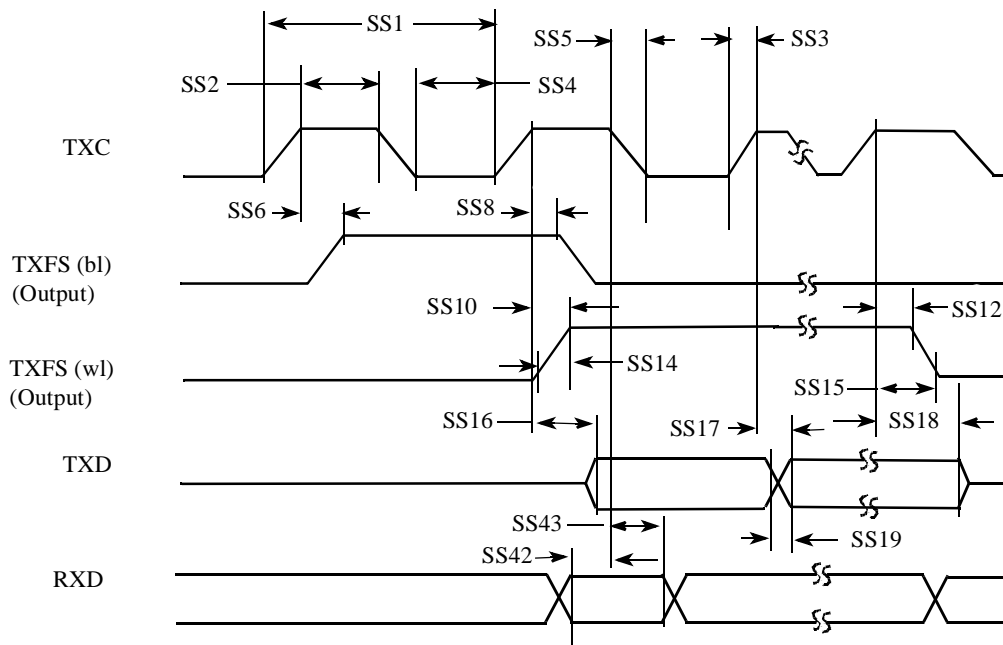 SS1
SS5
SS3
SS2
SS4
TXC
SS6
SS8
TXFS (bl)
(Output)
SS10
SS12
TXFS (wl)
(Output)
SS14
SS15
SS16
SS17
SS18
TXD
SS43
SS42
SS19
RXD